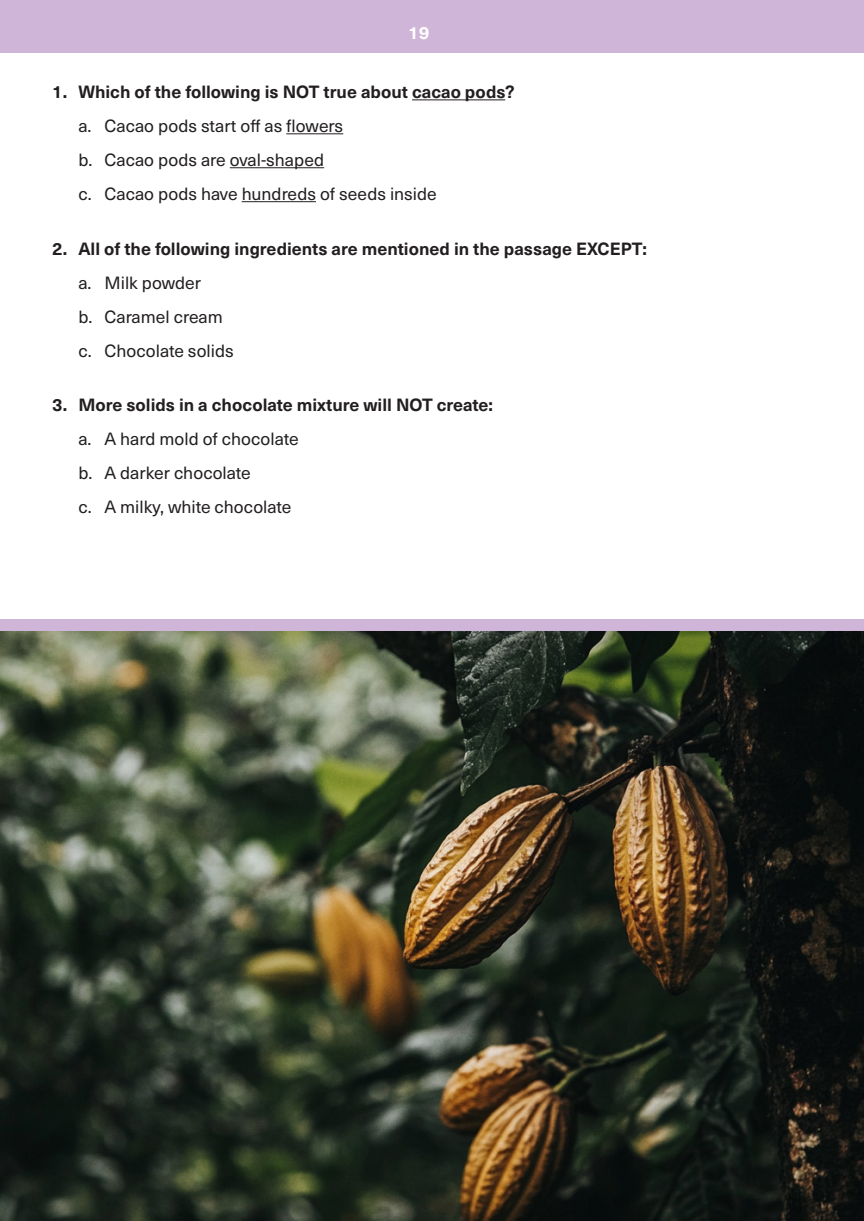 19
1. Which of the following is NOT true about cacao pods?
a. Cacao pods start off as flowers
b. Cacao pods are oval-shaped
c. Cacao pods have hundreds of seeds inside
2. All of the following ingredients are mentioned in the passage EXCEPT:
a. Milk powder
b. Caramel cream
c. Chocolate solids
3. More solids in a chocolate mixture will NOT create:
a. A hard mold of chocolate
b. A darker chocolate
c. A milky, white chocolate